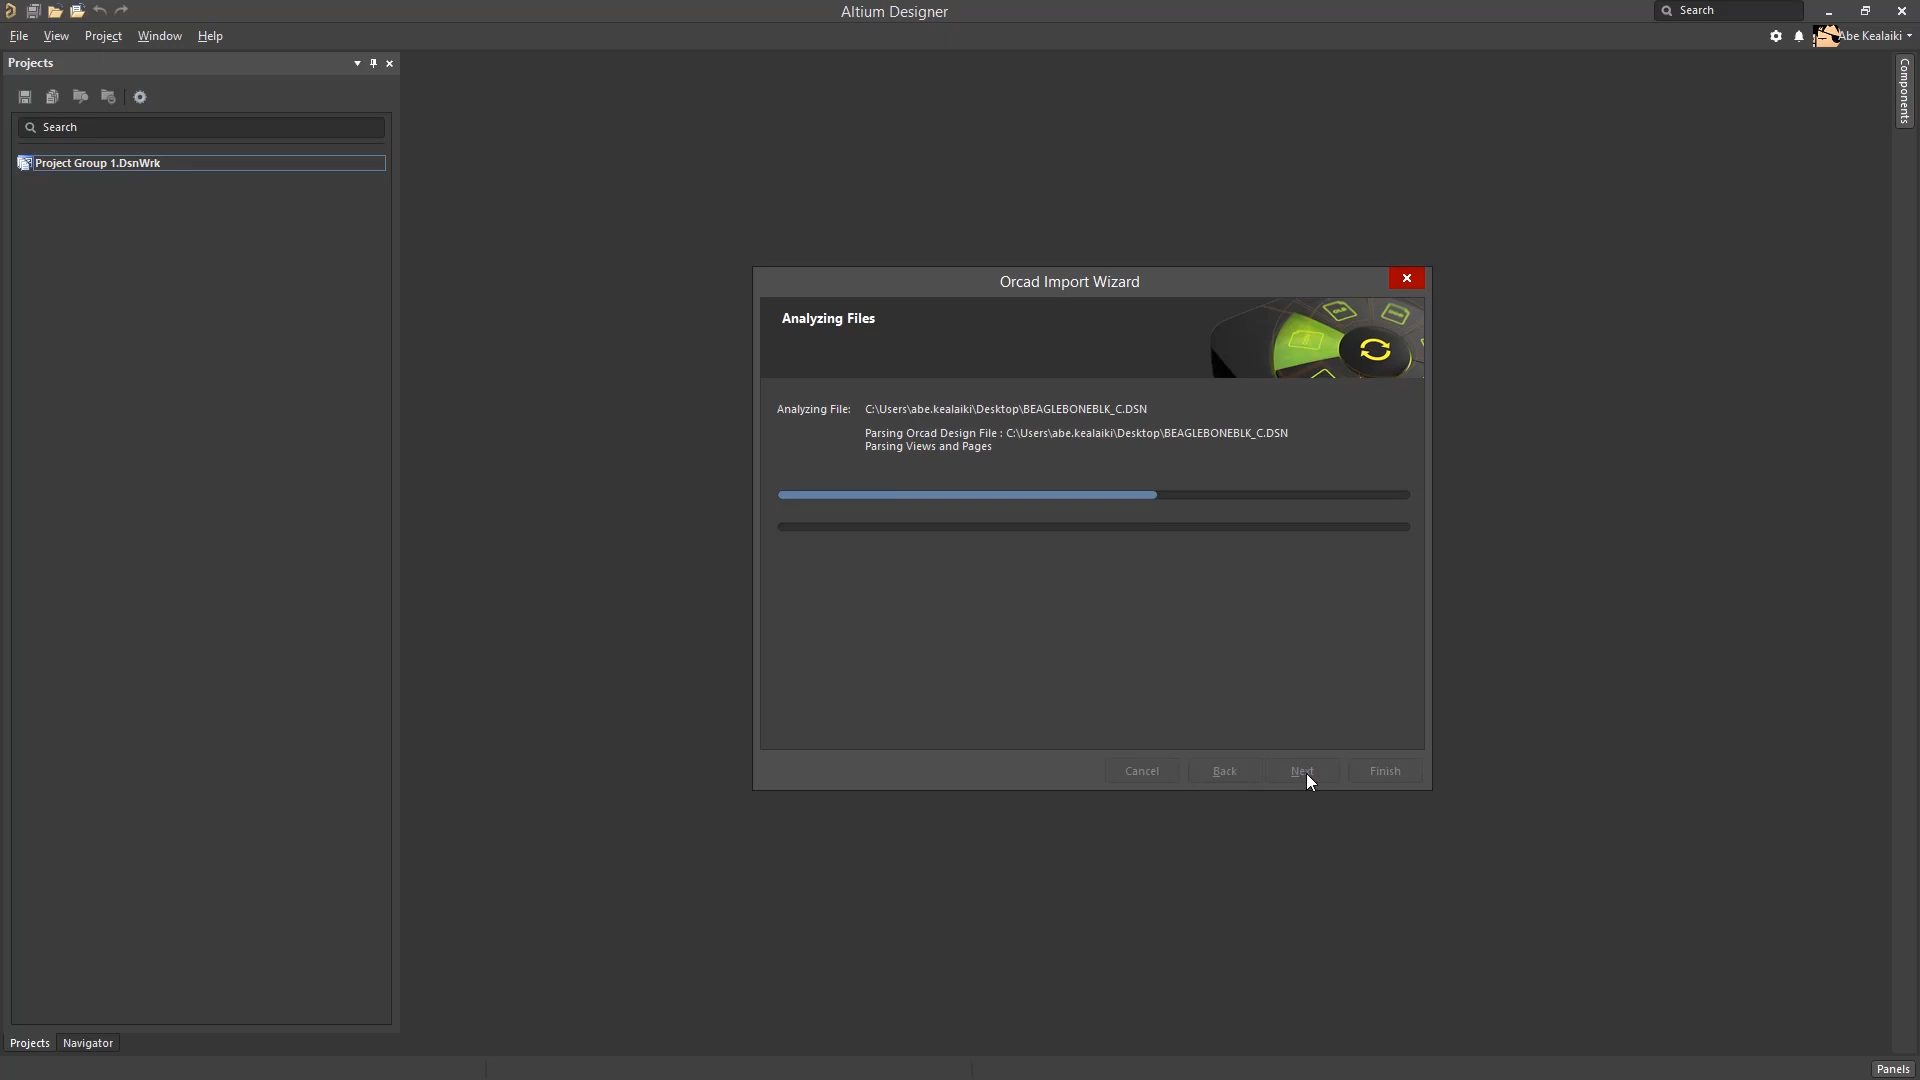 Altium Designer
Search
File View Project Window Help
Abe Kealaiki
Projects
Search
Project Group 1.DsnWrk
Components
Orcad Import Wizard
Analyzing Files
Analyzing File: C:\Users\abe.kealaiki\Desktop\BEAGLEBONEBLK_C.DSN
Parsing Orcad Design File : C:\Users\abe.kealaiki\Desktop\BEAGLEBONEBLK_C.DSN
Parsing Views and Pages
Cancel Back Next Finish
Projects Navigator
Panels